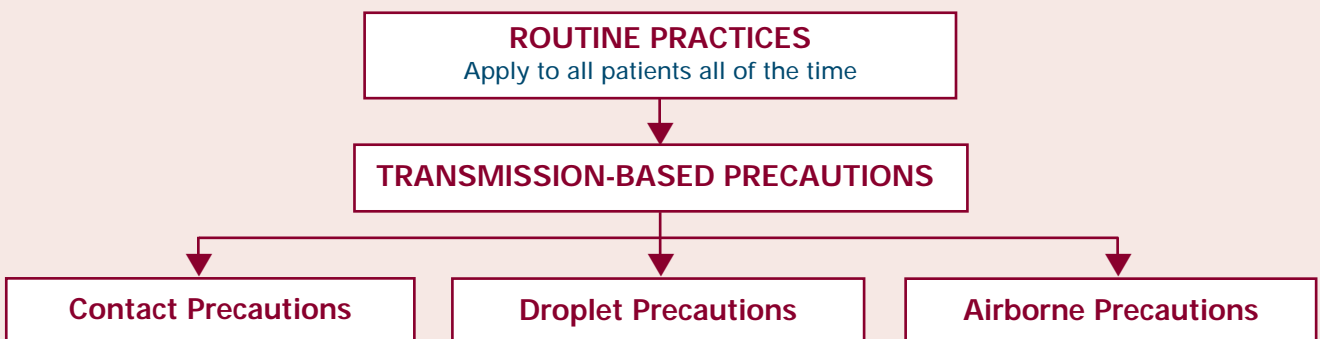 ROUTINE PRACTICES
Apply to all patients all of the time
TRANSMISSION-BASED PRECAUTIONS
Contact Precautions
Droplet Precautions
Airborne Precautions